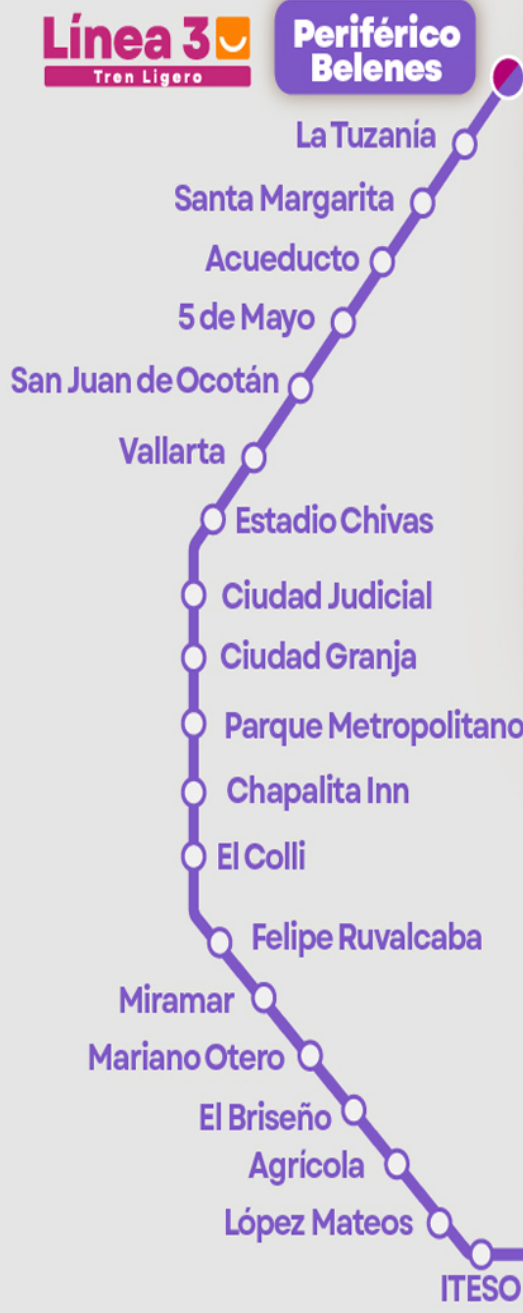 Línea 3
Tren Ligero
Periférico
Belenes
La Tuzanía
Santa Margarita
Acueducto
5 de Mayo
San Juan de Ocotán
Vallarta
Estadio Chivas
Ciudad Judicial
Ciudad Granja
Parque Metropolitano
Chapalita Inn
El Colli
Felipe Ruvalcaba
Miramar
Mariano Otero
El Briseño
Agrícola
López Mateos
ITESO